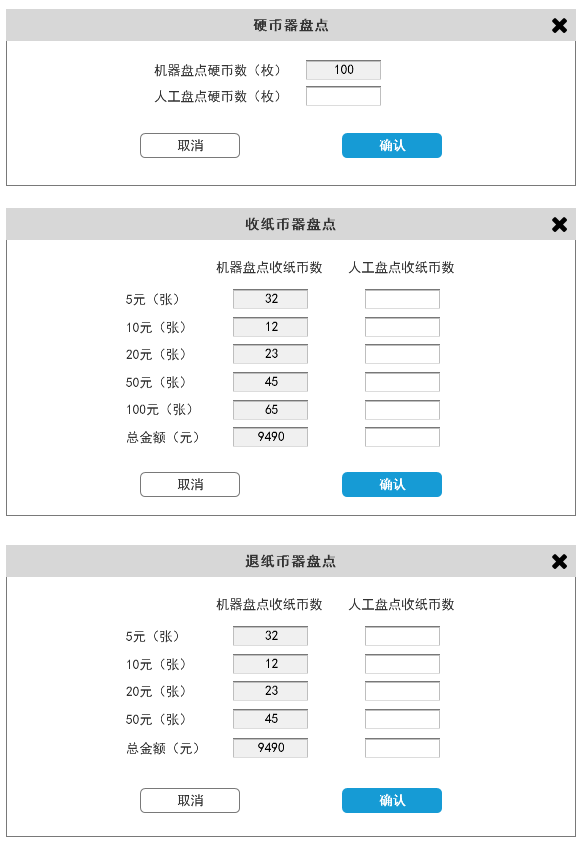 硬币器盘点
机器盘点硬币数（枚） 100
人工盘点硬币数（枚）
取消 确认
收纸币器盘点
机器盘点收纸币数 人工盘点收纸币数
5元（张） 32
10元（张） 12
20元（张） 23
50元（张） 45
100元（张） 65
总金额（元） 9490
取消 确认
退纸币器盘点
机器盘点收纸币数 人工盘点收纸币数
5元（张） 32
10元（张） 12
20元（张） 23
50元（张） 45
总金额（元） 9490
取消 确认